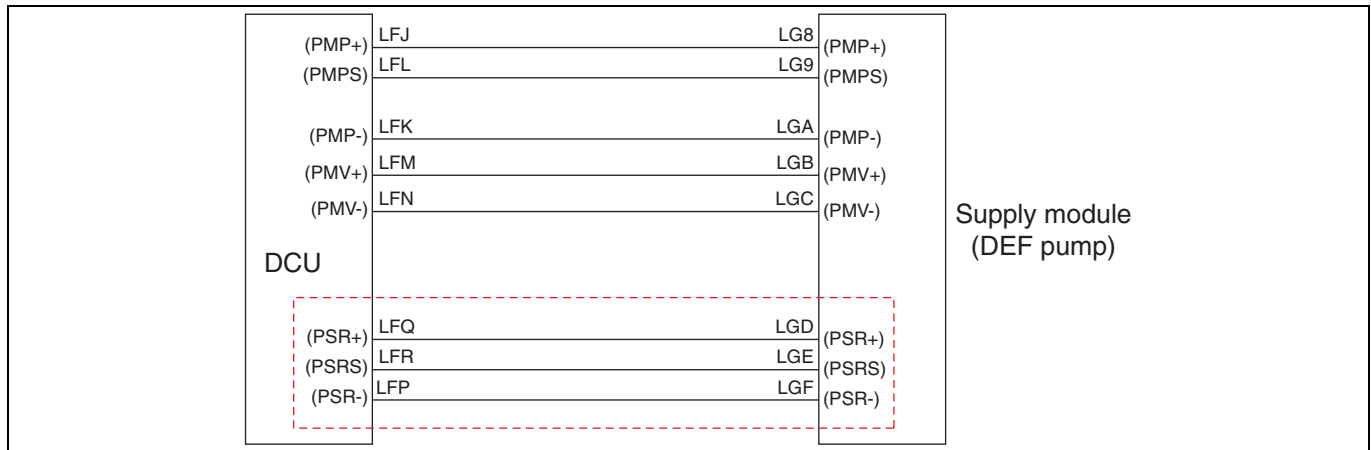 (PMP+) LFJ LG8 (PMP+)
(PMPS) LFL LG9 (PMPS)
(PMP-) LFK LGA (PMP-)
(PMV+) LFM LGB (PMV+)
(PMV-) LFN LGC (PMV-)
Supply module
(DEF pump)
DCU
(PSR+) LFQ LGD (PSR+)
(PSRS) LFR LGE (PSRS)
(PSR-) LFP LGF (PSR-)